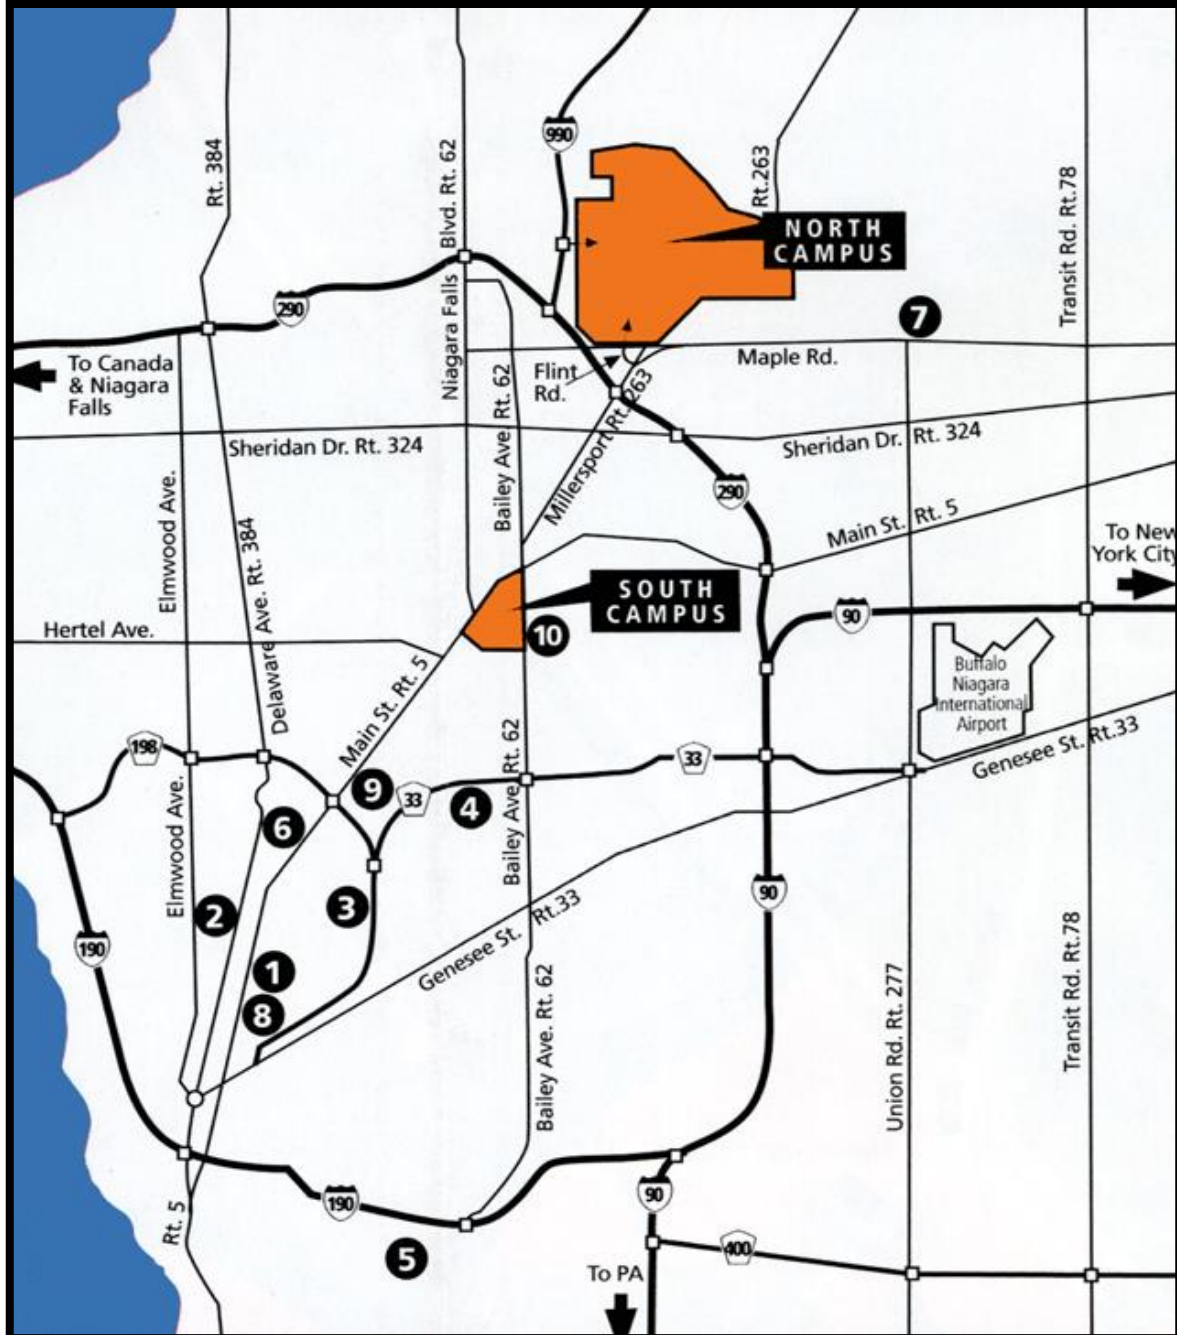 Rt. 384
Niagara Falls Blvd. Rt. 62
990
Rt.263
NORTH
CAMPUS
Transit Rd. Rt.78
290
7
To Canada
& Niagara
Falls
Flint
Rd.
Maple Rd.
Millersport Rt. 263
Bailey Ave. Rt. 62
Sheridan Dr. Rt. 324
Sheridan Dr. Rt. 324
290
Elmwood Ave.
Delaware Ave. Rt. 384
Main St. Rt. 5
To New
York City
SOUTH
CAMPUS
90
Hertel Ave.
10
Buffalo
Niagara
International
Airport
Main St. Rt. 5
198
9
33
4
33
Bailey Ave. Rt. 62
Genesee St. Rt.33
6
Elmwood Ave.
2
3
90
190
1
Genesee St. Rt.33
8
Bailey Ave. Rt. 62
Union Rd. Rt. 277
Transit Rd. Rt.78
190
90
Rt. 5
5
400
To PA